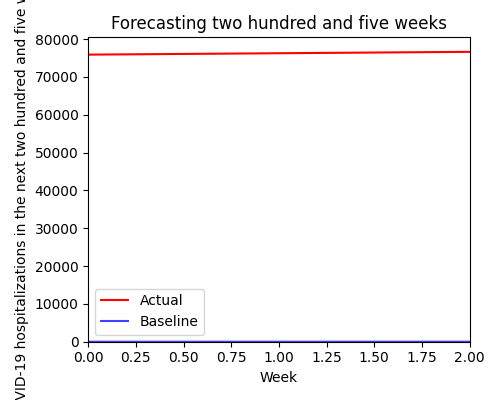 Forecasting two hundred and five weeks
VID-19 hospitalizations in the next two hundred and five
80000
70000
60000
50000
40000
30000
20000
10000
0
Actual
Baseline
0.00 0.25 0.50 0.75 1.00 1.25 1.50 1.75 2.00
Week